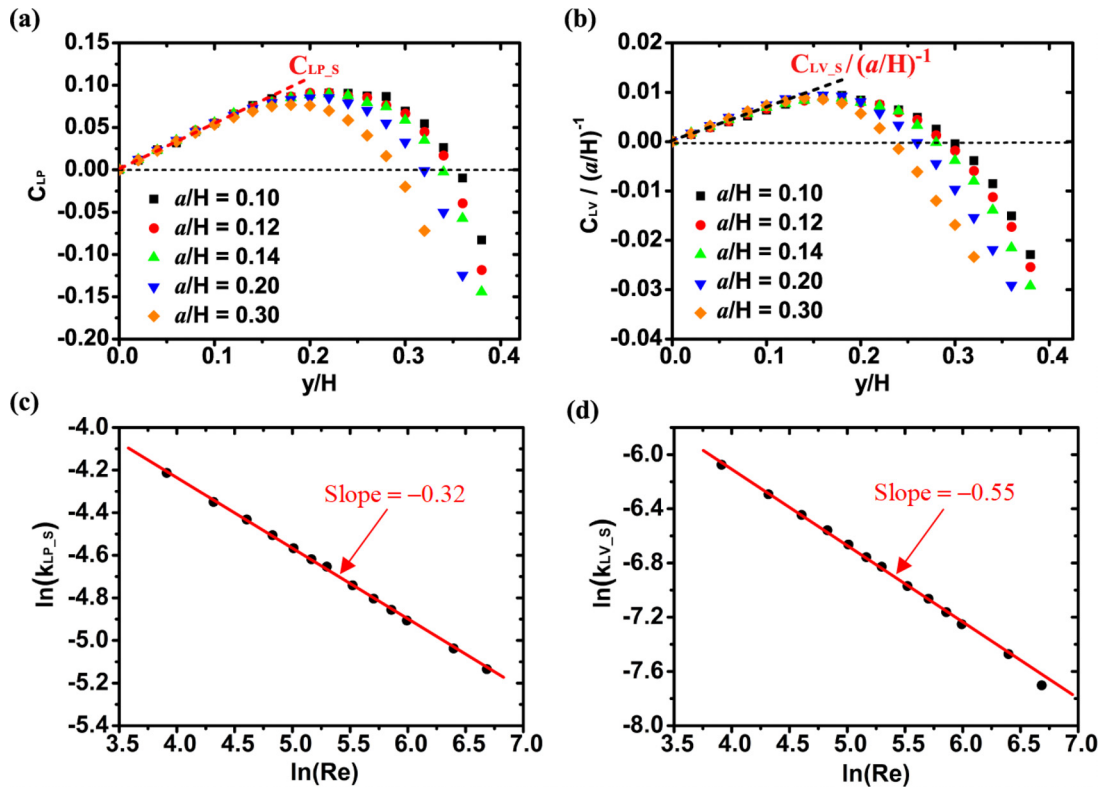 (a)
0.15
0.10
0.05
0.00
-0.05
-0.10
-0.15
-0.20
C_LP
C_LP_S
a/H = 0.10
a/H = 0.12
a/H = 0.14
a/H = 0.20
a/H = 0.30
0.0 0.1 0.2 0.3 0.4
y/H
(b)
0.02
0.01
0.00
-0.01
-0.02
-0.03
-0.04
C_LV / (a/H)^-1
C_LV_S / (a/H)^-1
a/H = 0.10
a/H = 0.12
a/H = 0.14
a/H = 0.20
a/H = 0.30
0.0 0.1 0.2 0.3 0.4
y/H
(c)
-4.0
-4.2
-4.4
-4.6
-4.8
-5.0
-5.2
-5.4
ln(k_LP_S)
Slope = −0.32
3.5 4.0 4.5 5.0 5.5 6.0 6.5 7.0
ln(Re)
(d)
-6.0
-6.4
-6.8
-7.2
-7.6
-8.0
ln(k_LV_S)
Slope = −0.55
3.5 4.0 4.5 5.0 5.5 6.0 6.5 7.0
ln(Re)